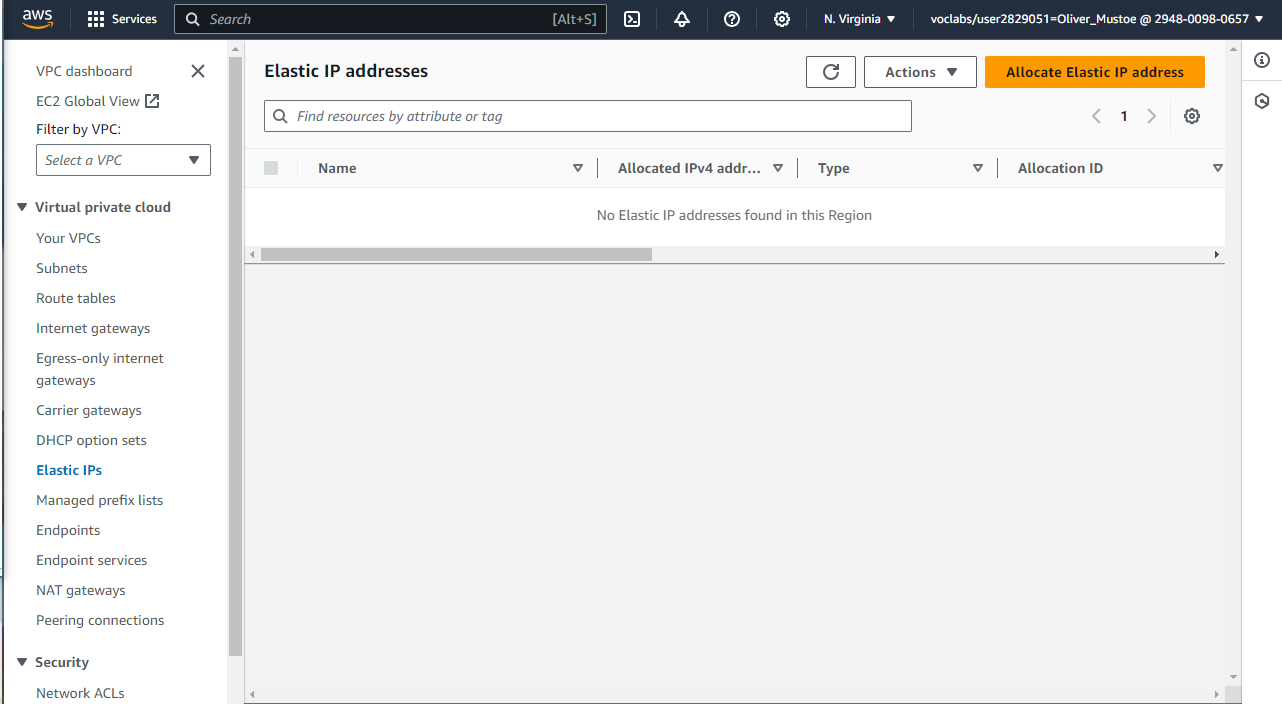 aws
Services
Search [Alt+S]
N. Virginia
voclabs/user2829051=Oliver_Mustoe @ 2948-0098-0657
VPC dashboard
EC2 Global View
Filter by VPC:
Select a VPC
Virtual private cloud
Your VPCs
Subnets
Route tables
Internet gateways
Egress-only internet
gateways
Carrier gateways
DHCP option sets
Elastic IPs
Managed prefix lists
Endpoints
Endpoint services
NAT gateways
Peering connections
Security
Network ACLs
Elastic IP addresses
Actions
Allocate Elastic IP address
Find resources by attribute or tag
1
Name
Allocated IPv4 addr...
Type
Allocation ID
No Elastic IP addresses found in this Region